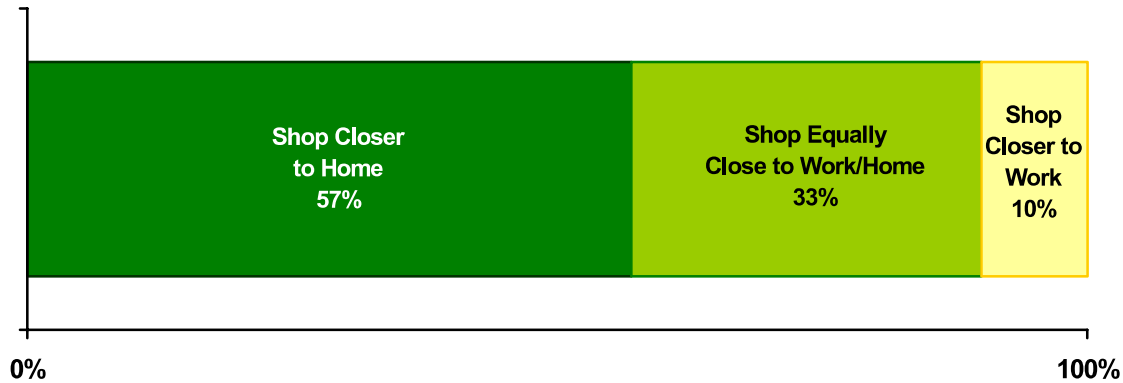 Shop Closer
to Home
57%
Shop Equally
Close to Work/Home
33%
Shop
Closer to
Work
10%
0%
100%